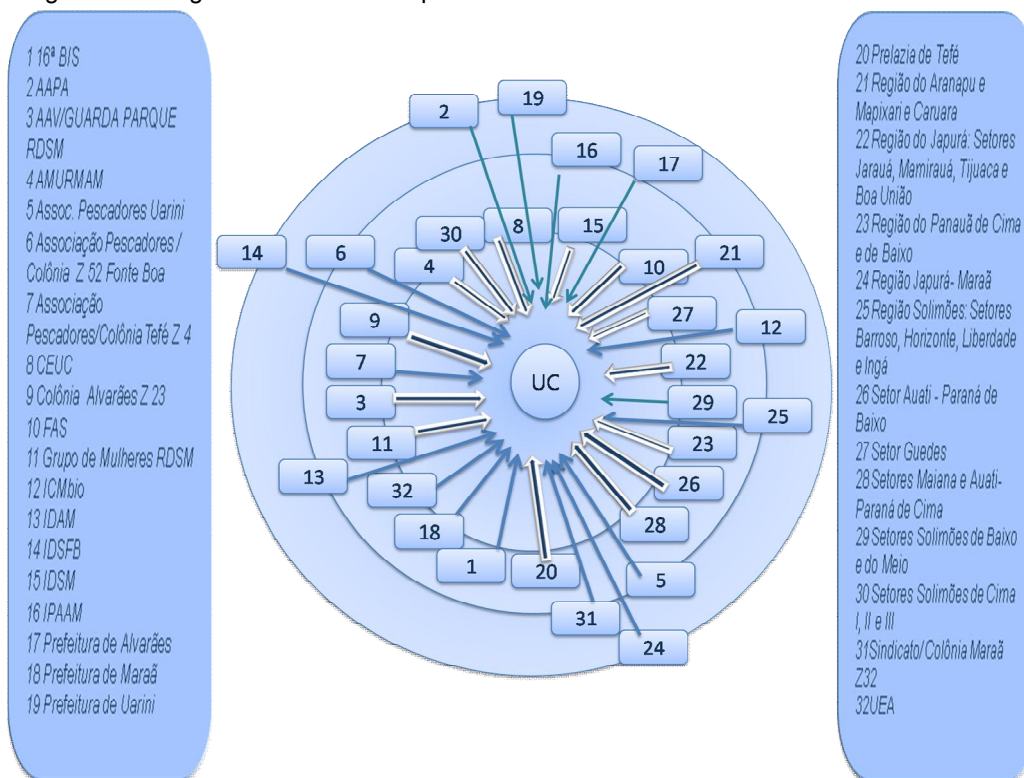 1 16ª BIS
2 AAPA
3 AAV/GUARDA PARQUE
RDSM
4 AMURMAM
5 Assoc. Pescadores Uarini
6 Associação Pescadores /
Colônia Z 52 Fonte Boa
7 Associação
Pescadores/Colônia Tefé Z 4
8 CEUC
9 Colônia Alvarães Z 23
10 FAS
11 Grupo de Mulheres RDSM
12 ICMbio
13 IDAM
14 IDSFB
15 IDSM
16 IPAAM
17 Prefeitura de Alvarães
18 Prefeitura de Maraã
19 Prefeitura de Uarini
2
19
16
17
8
15
30
14
6
4
10
21
9
27
12
7
UC
22
3
29
25
11
23
13
32
26
18
28
1
20
5
31
24
20 Prelazia de Tefé
21 Região do Aranapu e
Mapixari e Caruara
22 Região do Japurá: Setores
Jarauá, Mamirauá, Tijuaca e
Boa União
23 Região do Panauã de Cima
e de Baixo
24 Região Japurá- Maraã
25 Região Solimões: Setores
Barroso, Horizonte, Liberdade
e Ingá
26 Setor Auati - Paraná de
Baixo
27 Setor Guedes
28 Setores Maiana e Auati-
Paraná de Cima
29 Setores Solimões de Baixo
e do Meio
30 Setores Solimões de Cima
I, II e III
31Sindicato/ Colônia Maraã
Z32
32UEA